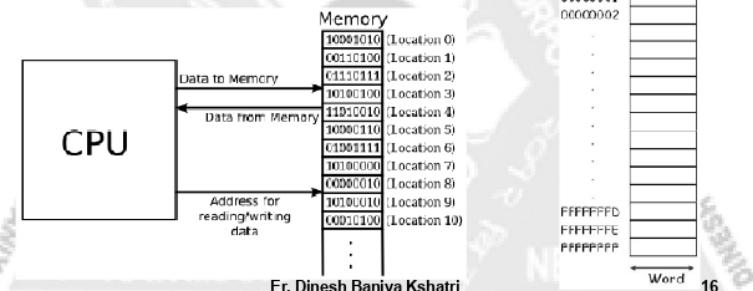 Memory
10001010 (Location 0)
00110100 (Location 1)
01110111 (Location 2)
10100100 (Location 3)
11010010 (Location 4)
10000110 (Location 5)
01001111 (Location 6)
10100000 (Location 7)
00000010 (Location 8)
10100010 (Location 9)
00010100 (Location 10)
CPU
Data to Memory
Data from Memory
Address for
reading/writing
data
00000002
FFFFFFFD
FFFFFFFE
FFFFFFFF
Word
Er. Dinesh Baniya Kshatri
16